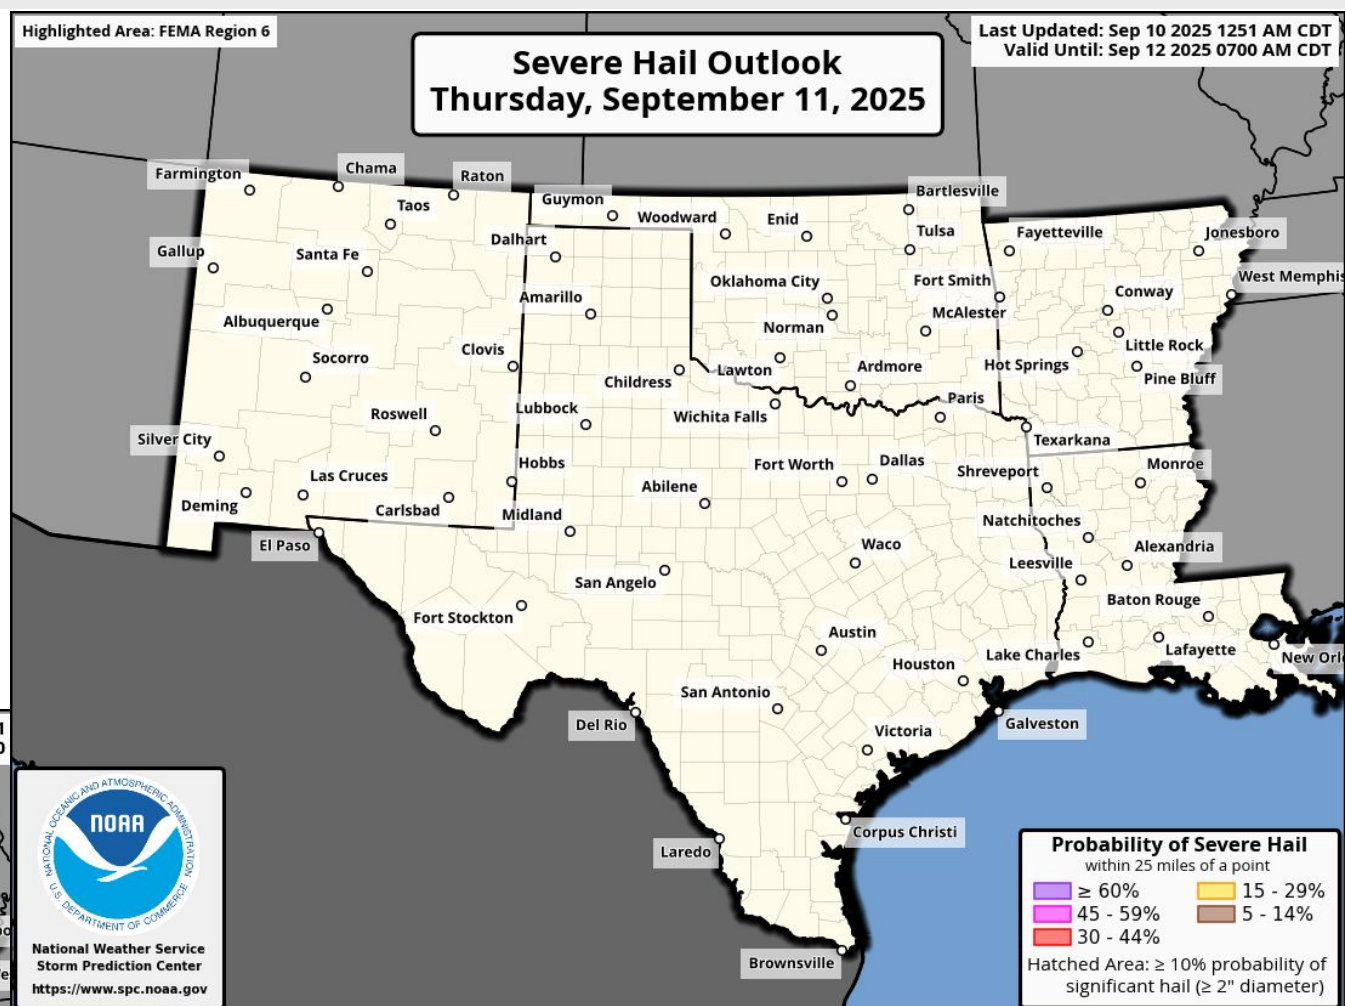 Highlighted Area: FEMA Region 6
Severe Hail Outlook
Thursday, September 11, 2025
Last Updated: Sep 10 2025 1251 AM CDT
Valid Until: Sep 12 2025 0700 AM CDT
Farmington
Chama
Raton
Taos
Guymon
Woodward
Enid
Bartlesville
Tulsa
Fayetteville
Jonesboro
Gallup
Santa Fe
Dalhart
Oklahoma City
Fort Smith
West Memphis
Albuquerque
Amarillo
Norman
McAlester
Conway
Little Rock
Socorro
Clovis
Childress
Lawton
Ardmore
Hot Springs
Pine Bluff
Roswell
Lubbock
Wichita Falls
Paris
Silver City
Texarkana
Las Cruces
Hobbs
Fort Worth
Dallas
Shreveport
Monroe
Deming
Carlsbad
Midland
Abilene
Natchitoches
El Paso
Waco
Alexandria
San Angelo
Leesville
Fort Stockton
Baton Rouge
Austin
Houston
Lake Charles
Lafayette
New Orl
San Antonio
Del Rio
Victoria
Galveston
Laredo
Corpus Christi
Brownsville
NATIONAL OCEANIC AND ATMOSPHERIC ADMINISTRATION
NOAA
U.S. DEPARTMENT OF COMMERCE
National Weather Service
Storm Prediction Center
https://www.spc.noaa.gov
Probability of Severe Hail
within 25 miles of a point
≥ 60%
15 - 29%
45 - 59%
5 - 14%
30 - 44%
Hatched Area: ≥ 10% probability of
significant hail (≥ 2" diameter)